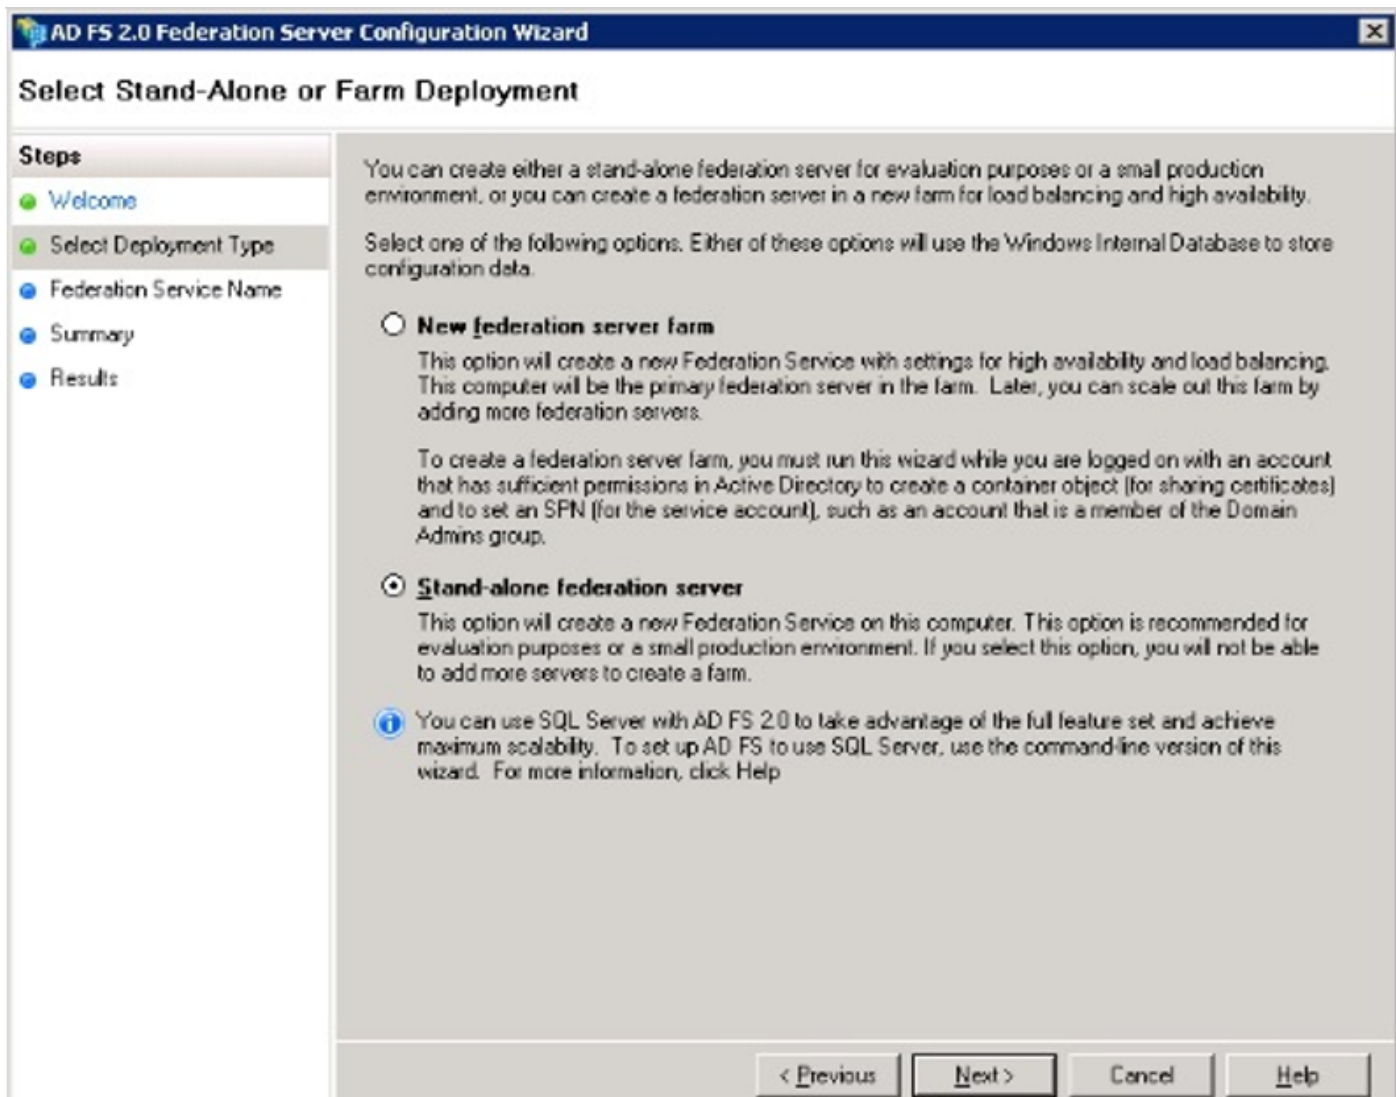 AD FS 2.0 Federation Server Configuration Wizard
Select Stand-Alone or Farm Deployment
Steps
Welcome
Select Deployment Type
Federation Service Name
Summary
Results
You can create either a stand-alone federation server for evaluation purposes or a small production
environment, or you can create a federation server in a new farm for load balancing and high availability.
Select one of the following options. Either of these options will use the Windows Internal Database to store
configuration data.
New federation server farm
This option will create a new Federation Service with settings for high availability and load balancing.
This computer will be the primary federation server in the farm. Later, you can scale out this farm by
adding more federation servers.
To create a federation server farm, you must run this wizard while you are logged on with an account
that has sufficient permissions in Active Directory to create a container object (for sharing certificates)
and to set an SPN (for the service account), such as an account that is a member of the Domain
Admins group.
Stand-alone federation server
This option will create a new Federation Service on this computer. This option is recommended for
evaluation purposes or a small production environment. If you select this option, you will not be able
to add more servers to create a farm.
You can use SQL Server with AD FS 2.0 to take advantage of the full feature set and achieve
maximum scalability. To set up AD FS to use SQL Server, use the command-line version of this
wizard. For more information, click Help
< Previous
Next >
Cancel
Help